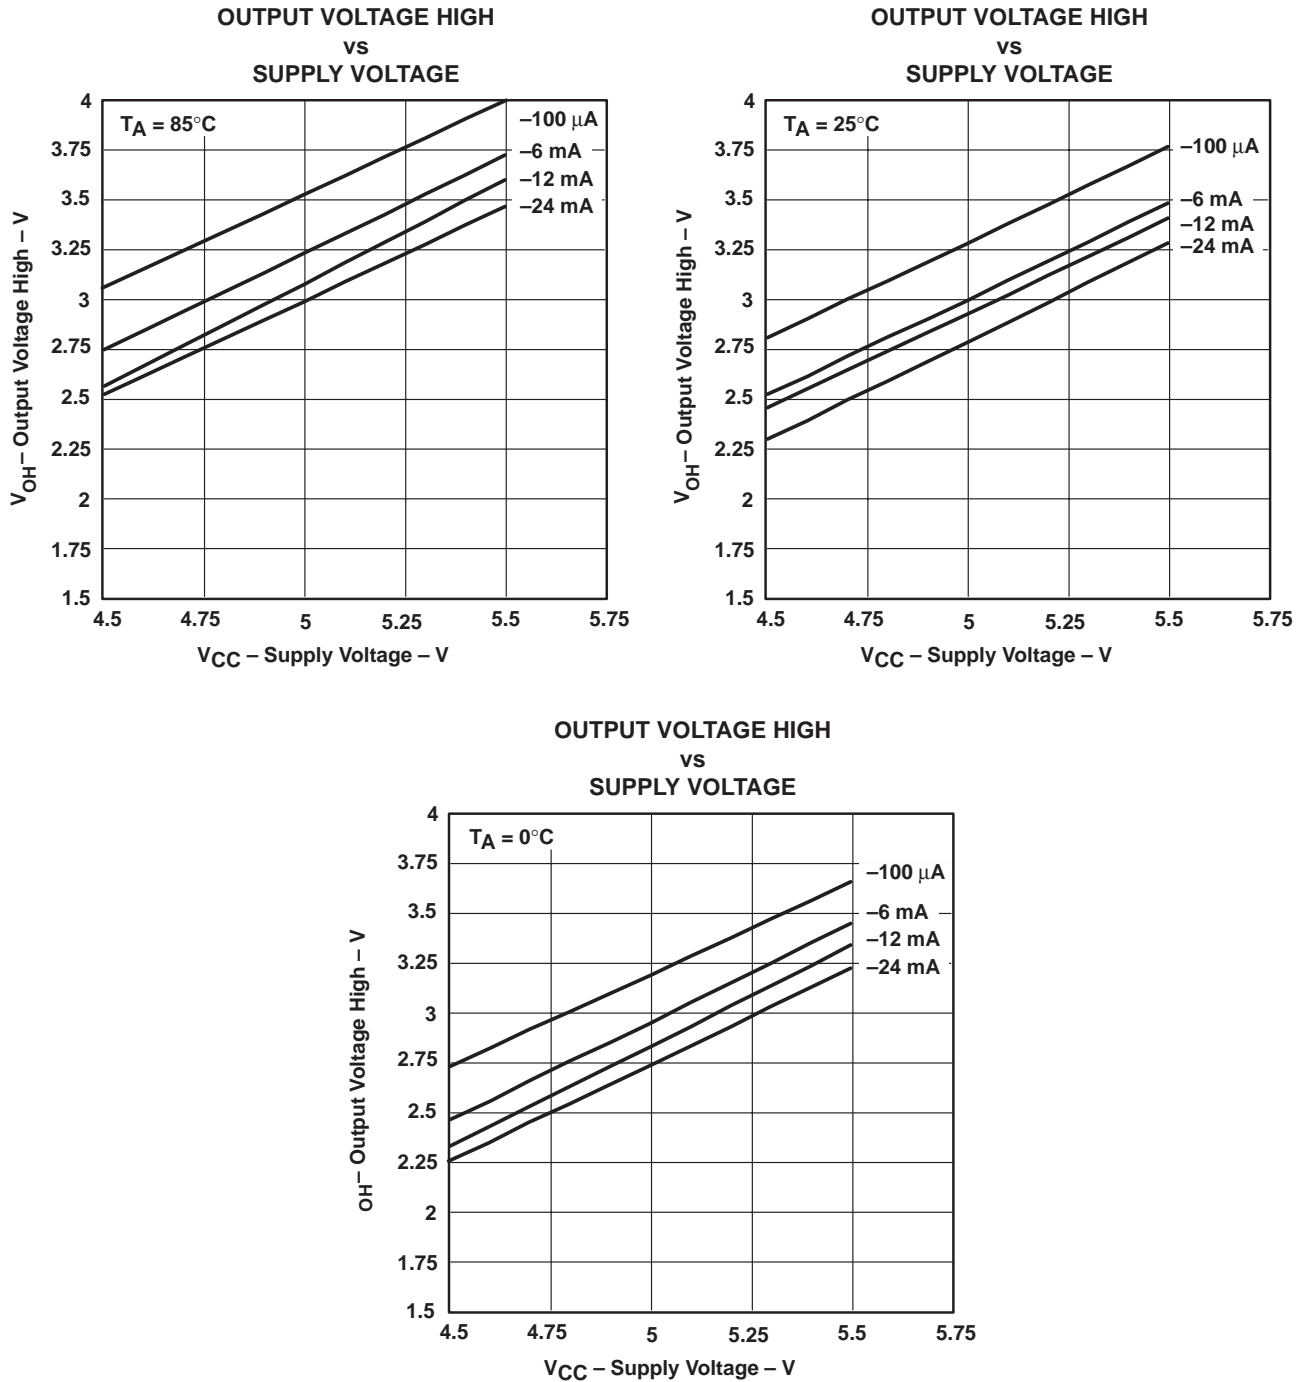 OUTPUT VOLTAGE HIGH
vs
SUPPLY VOLTAGE
TA = 85°C
4
3.75
3.5
3.25
3
2.75
2.5
2.25
2
1.75
1.5
–100 µA
–6 mA
–12 mA
–24 mA
4.5 4.75 5 5.25 5.5 5.75
VCC – Supply Voltage – V
VOH – Output Voltage High – V
OUTPUT VOLTAGE HIGH
vs
SUPPLY VOLTAGE
TA = 25°C
4
3.75
3.5
3.25
3
2.75
2.5
2.25
2
1.75
1.5
–100 µA
–6 mA
–12 mA
–24 mA
4.5 4.75 5 5.25 5.5 5.75
VCC – Supply Voltage – V
VOH – Output Voltage High – V
OUTPUT VOLTAGE HIGH
vs
SUPPLY VOLTAGE
TA = 0°C
4
3.75
3.5
3.25
3
2.75
2.5
2.25
2
1.75
1.5
–100 µA
–6 mA
–12 mA
–24 mA
4.5 4.75 5 5.25 5.5 5.75
VCC – Supply Voltage – V
OH – Output Voltage High – V